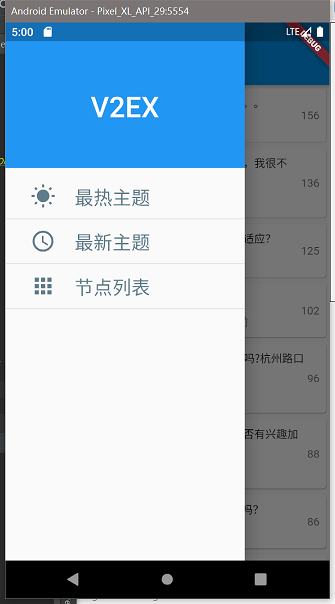 Android Emulator - Pixel_XL_API_29:5554
5:00
LTE
DEBUG
V2EX
最热主题
最新主题
节点列表
。
156
，我很不
136
适应？
125
102
吗?杭州路口
96
否有兴趣加
88
吗？
86